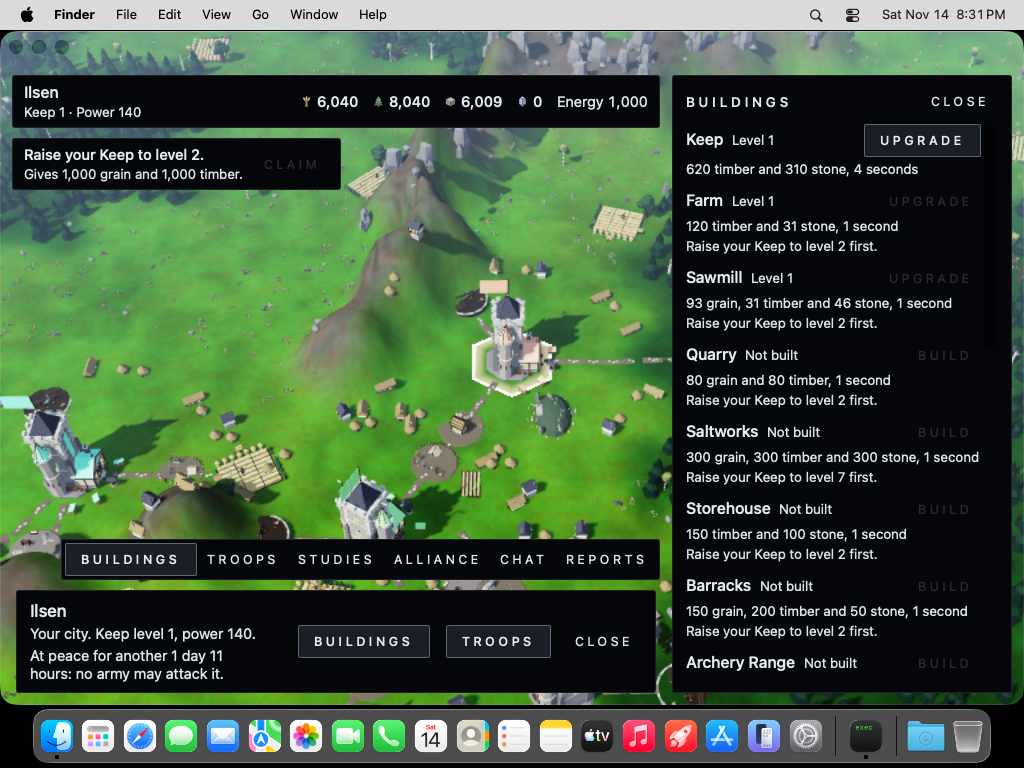 Finder File Edit View Go Window Help Sat Nov 14 8:31 PM
Ilsen
Keep 1 · Power 140
6,040 8,040 6,009 0 Energy 1,000
Raise your Keep to level 2.
Gives 1,000 grain and 1,000 timber.
CLAIM
BUILDINGS CLOSE
Keep Level 1 UPGRADE
620 timber and 310 stone, 4 seconds
Farm Level 1 UPGRADE
120 timber and 31 stone, 1 second
Raise your Keep to level 2 first.
Sawmill Level 1 UPGRADE
93 grain, 31 timber and 46 stone, 1 second
Raise your Keep to level 2 first.
Quarry Not built BUILD
80 grain and 80 timber, 1 second
Raise your Keep to level 2 first.
Saltworks Not built BUILD
300 grain, 300 timber and 300 stone, 1 second
Raise your Keep to level 7 first.
Storehouse Not built BUILD
150 timber and 100 stone, 1 second
Raise your Keep to level 2 first.
Barracks Not built BUILD
150 grain, 200 timber and 50 stone, 1 second
Raise your Keep to level 2 first.
Archery Range Not built BUILD
BUILDINGS TROOPS STUDIES ALLIANCE CHAT REPORTS
Ilsen
Your city. Keep level 1, power 140.
At peace for another 1 day 11
hours: no army may attack it.
BUILDINGS TROOPS CLOSE
Sat
14
tv
exec